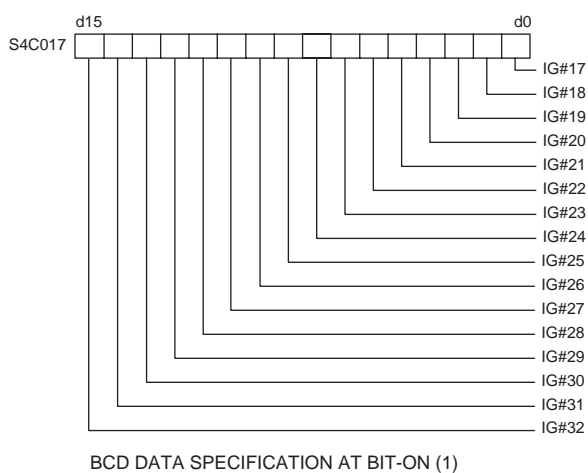 d15 d0
S4C017
IG#17
IG#18
IG#19
IG#20
IG#21
IG#22
IG#23
IG#24
IG#25
IG#26
IG#27
IG#28
IG#29
IG#30
IG#31
IG#32
BCD DATA SPECIFICATION AT BIT-ON (1)